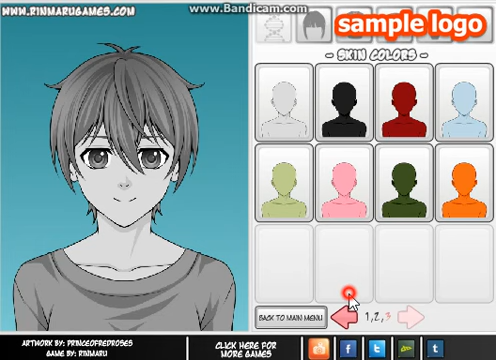 www.RINMARUGAMES.COM
www.Bandicam.com
sample logo
- SKIN COLORS -
BACK TO MAIN MENU
1,2,3
ARTWORK BY: PRINCEOFREDROSES
GAME BY: RINMARU
CLICK HERE FOR
MORE GAMES
f
t